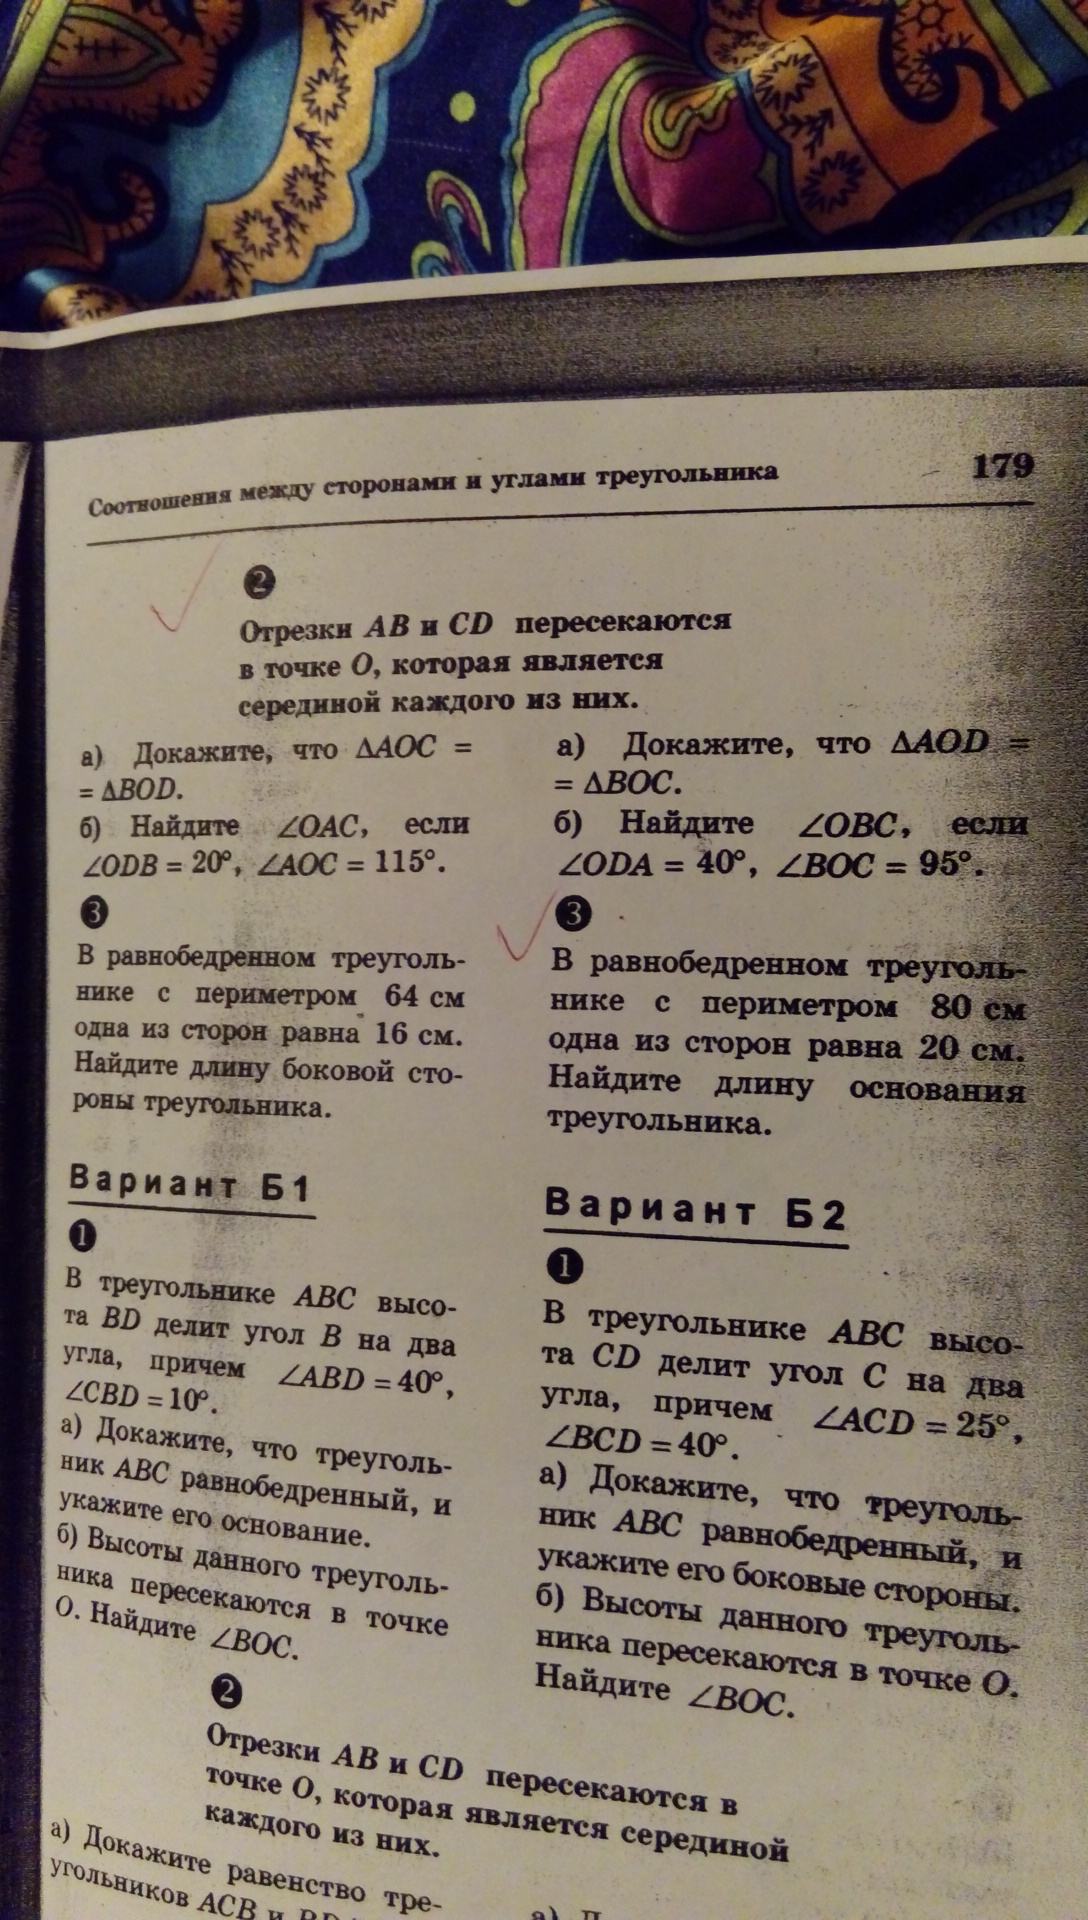 Соотношения между сторонами и углами треугольника 179
2
Отрезки AB и CD пересекаются
в точке O, которая является
серединой каждого из них.
а) Докажите, что ΔAOC =
= ΔBOD.
б) Найдите ∠OAC, если
∠ODB = 20°, ∠AOC = 115°.
3
В равнобедренном треуголь-
нике с периметром 64 см
одна из сторон равна 16 см.
Найдите длину боковой сто-
роны треугольника.
а) Докажите, что ΔAOD =
= ΔBOC.
б) Найдите ∠OBC, если
∠ODA = 40°, ∠BOC = 95°.
3
В равнобедренном треуголь-
нике с периметром 80 см
одна из сторон равна 20 см.
Найдите длину основания
треугольника.
Вариант Б1
1
В треугольнике ABC высо-
та BD делит угол B на два
угла, причем ∠ABD = 40°,
∠CBD = 10°.
а) Докажите, что треуголь-
ник ABC равнобедренный, и
укажите его основание.
б) Высоты данного треуголь-
ника пересекаются в точке
O. Найдите ∠BOC.
Вариант Б2
1
В треугольнике ABC высо-
та CD делит угол C на два
угла, причем ∠ACD = 25°,
∠BCD = 40°.
а) Докажите, что треуголь-
ник ABC равнобедренный, и
укажите его боковые стороны.
б) Высоты данного треуголь-
ника пересекаются в точке O.
Найдите ∠BOC.
2
Отрезки AB и CD пересекаются в
точке O, которая является серединой
каждого из них.
а) Докажите равенство тре-
угольников ACB и
а)